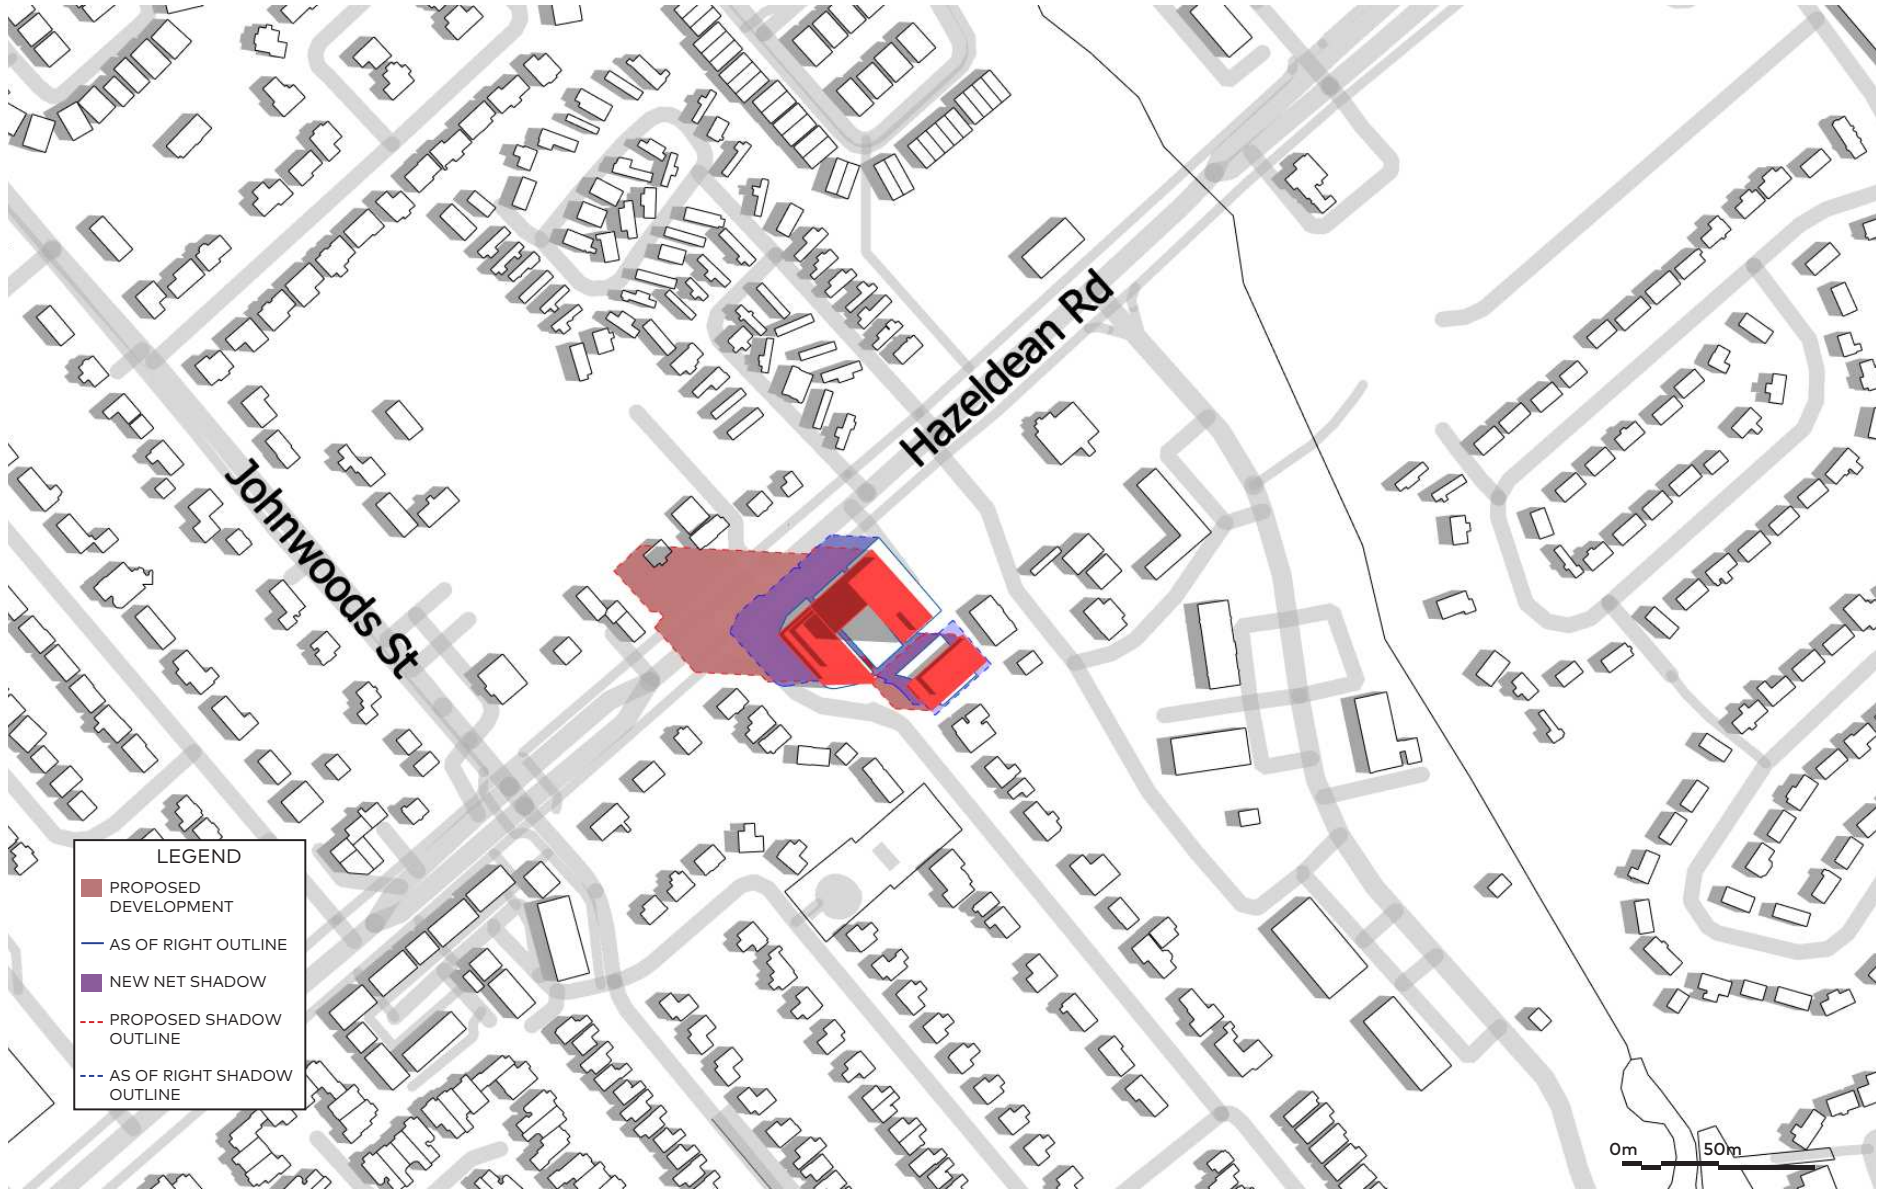 Hazeldean Rd
Johnwoods St
LEGEND
PROPOSED
DEVELOPMENT
AS OF RIGHT OUTLINE
NEW NET SHADOW
PROPOSED SHADOW
OUTLINE
AS OF RIGHT SHADOW
OUTLINE
0m 50m